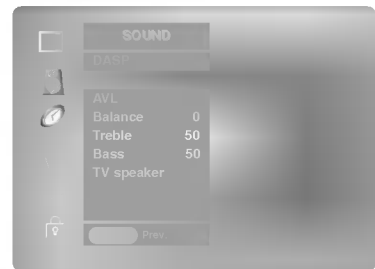 SOUND
DASP
AVL
Balance 0
Treble 50
Bass 50
TV speaker
Prev.